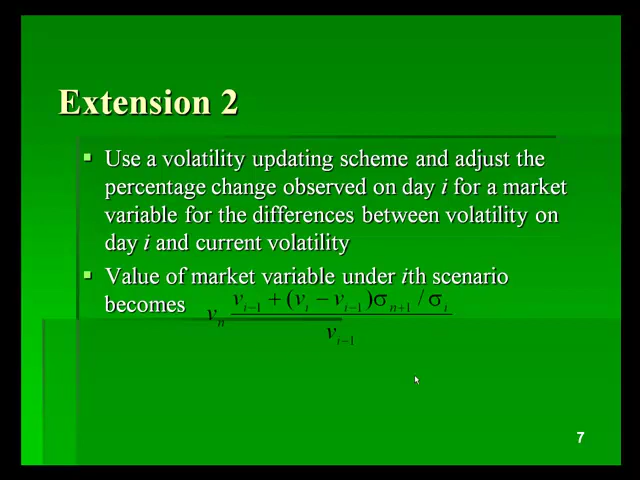 Extension 2
Use a volatility updating scheme and adjust the
percentage change observed on day i for a market
variable for the differences between volatility on
day i and current volatility
Value of market variable under ith scenario
becomes v_n (v_{i−1} + (v_i − v_{i−1})σ_{n+1} / σ_i) / v_{i−1}
7